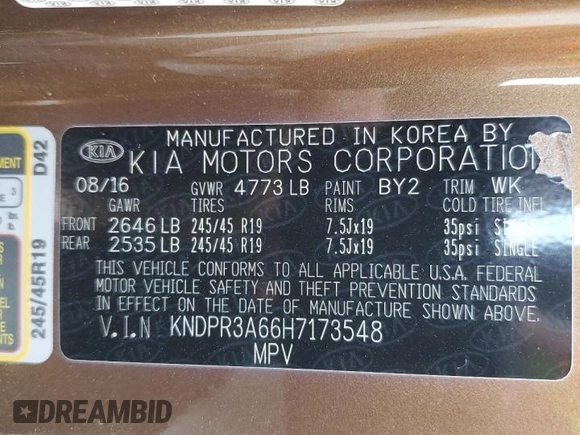 MANUFACTURED IN KOREA BY
KIA KIA MOTORS CORPORATION
08/16 GVWR 4773 LB PAINT BY2 TRIM WK
GAWR TIRES RIMS COLD TIRE INFL
FRONT 2646 LB 245/45 R19 7.5Jx19 35psi
REAR 2535 LB 245/45 R19 7.5Jx19 35psi SINGLE
THIS VEHICLE CONFORMS TO ALL APPLICABLE U.S.A. FEDERAL
MOTOR VEHICLE SAFETY AND THEFT PREVENTION STANDARDS
IN EFFECT ON THE DATE OF MANUFACTURE SHOWN ABOVE.
V.I.N KNDPR3A66H7173548
MPV
D42
245/45R19
3
DREAMBID